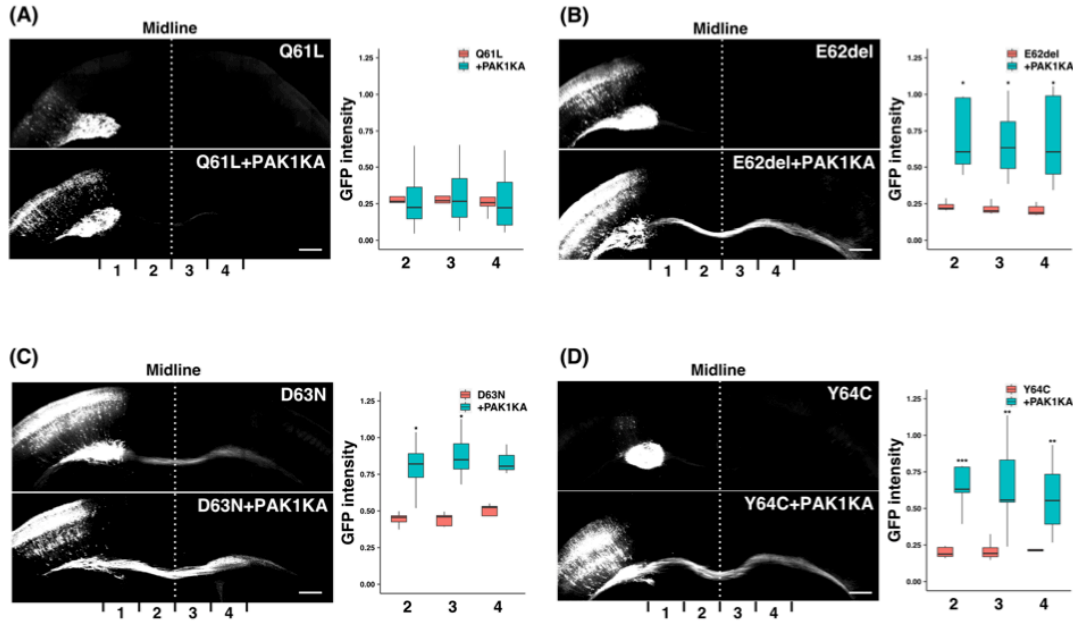 (A)
Midline
Q61L
Q61L+PAK1KA
1 2 3 4
Q61L
+PAK1KA
GFP intensity
1.25
1.00
0.75
0.50
0.25
0.00
2 3 4
(B)
Midline
E62del
E62del+PAK1KA
1 2 3 4
E62del
+PAK1KA
GFP intensity
1.25
1.00
0.75
0.50
0.25
0.00
* * *
2 3 4
(C)
Midline
D63N
D63N+PAK1KA
1 2 3 4
D63N
+PAK1KA
GFP intensity
1.25
1.00
0.75
0.50
0.25
0.00
* *
2 3 4
(D)
Midline
Y64C
Y64C+PAK1KA
1 2 3 4
Y64C
+PAK1KA
GFP intensity
1.25
1.00
0.75
0.50
0.25
0.00
*** ** **
2 3 4